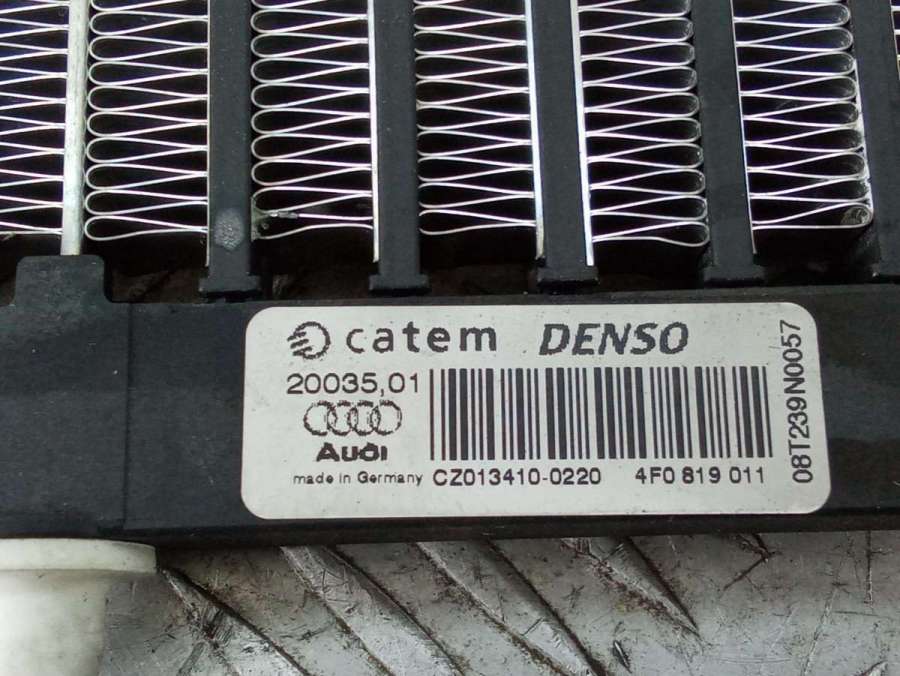 catem DENSO
20035,01
Audi
made in Germany CZ013410-0220 4F0 819 011
08T239N0057